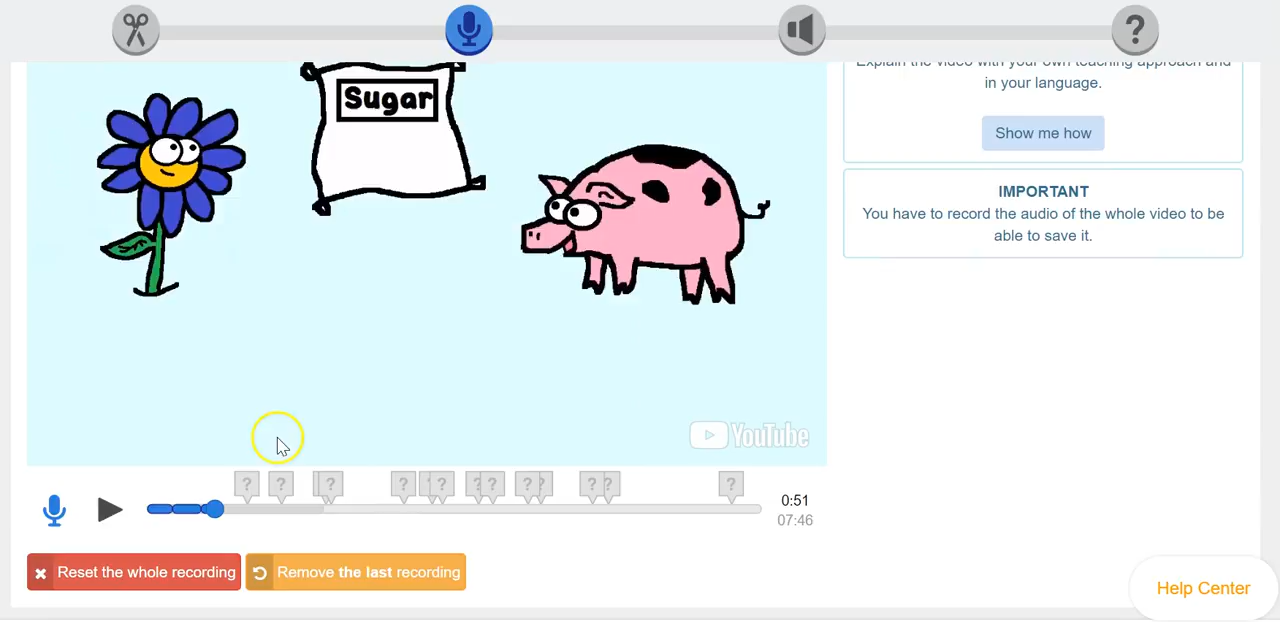 ?
Explain the video with your own teaching approach and
in your language.
Show me how
IMPORTANT
You have to record the audio of the whole video to be
able to save it.
Sugar
YouTube
? ? ? ? ? ? ? ? ? ? ? ?
0:51
07:46
Reset the whole recording
Remove the last recording
Help Center